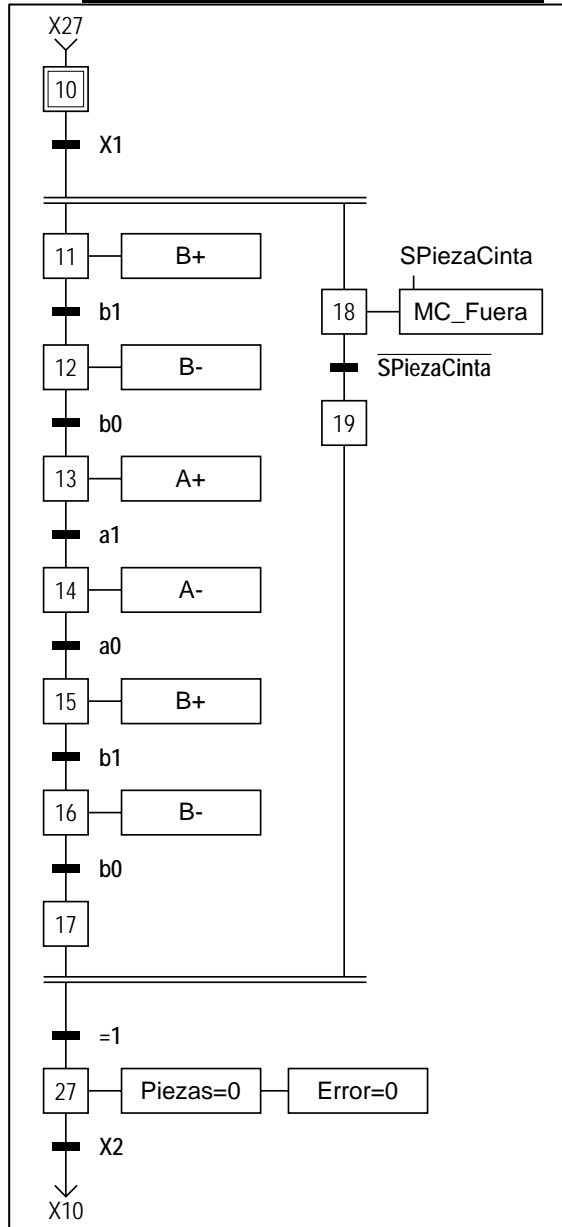 X27
10
X1
11 B+
SPiezaCinta
b1
18 MC_Fuera
12 B-
SPiezaCinta
b0
19
13 A+
a1
14 A-
a0
15 B+
b1
16 B-
b0
17
=1
27 Piezas=0 Error=0
X2
X10